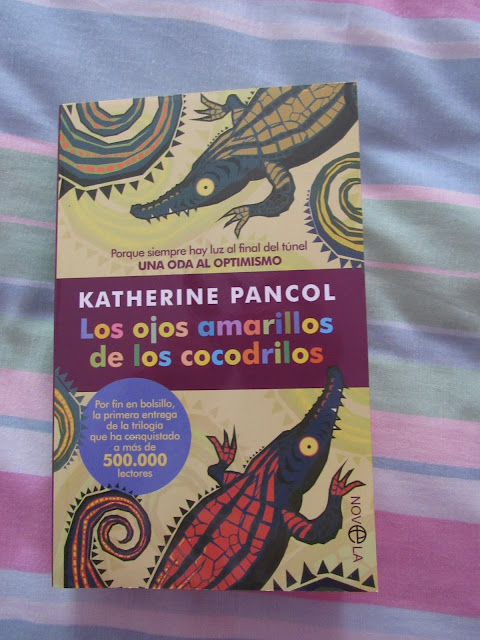 Porque siempre hay luz al final del túnel
UNA ODA AL OPTIMISMO
KATHERINE PANCOL
Los ojos amarillos
de los cocodrilos
Por fin en bolsillo,
la primera entrega
de la trilogía
que ha conquistado
a más de
500.000
lectores
NOVELA